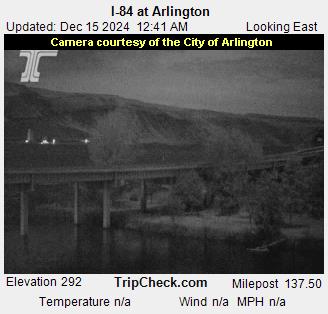 I-84 at Arlington
Updated: Dec 15 2024 12:41 AM Looking East
Camera courtesy of the City of Arlington
Elevation 292 TripCheck.com Milepost 137.50
Temperature n/a Wind n/a MPH n/a